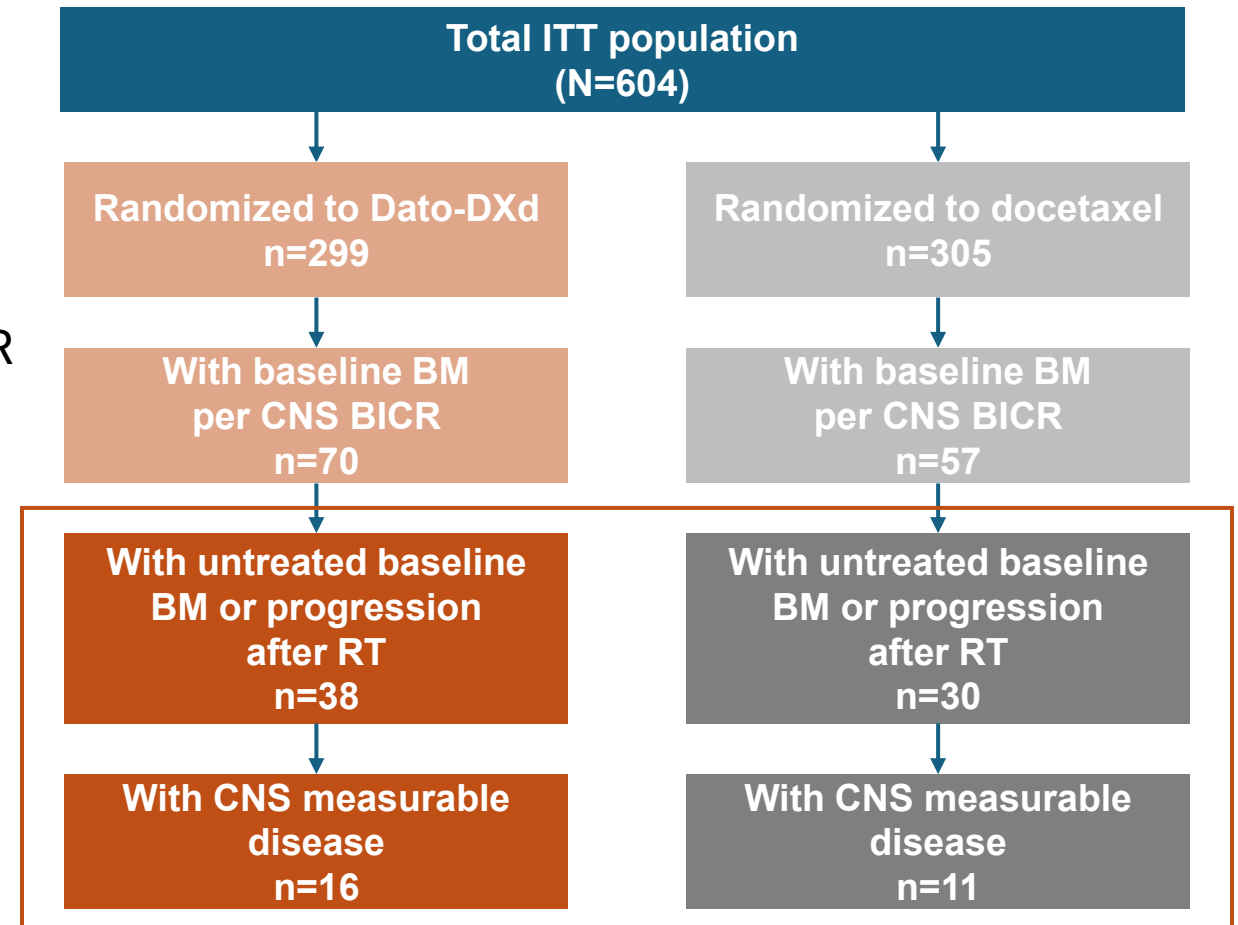 Total ITT population
(N=604)
Randomized to Dato-DXd
n=299
Randomized to docetaxel
n=305
R
With baseline BM
per CNS BICR
n=70
With baseline BM
per CNS BICR
n=57
With untreated baseline
BM or progression
after RT
n=38
With untreated baseline
BM or progression
after RT
n=30
With CNS measurable
disease
n=16
With CNS measurable
disease
n=11